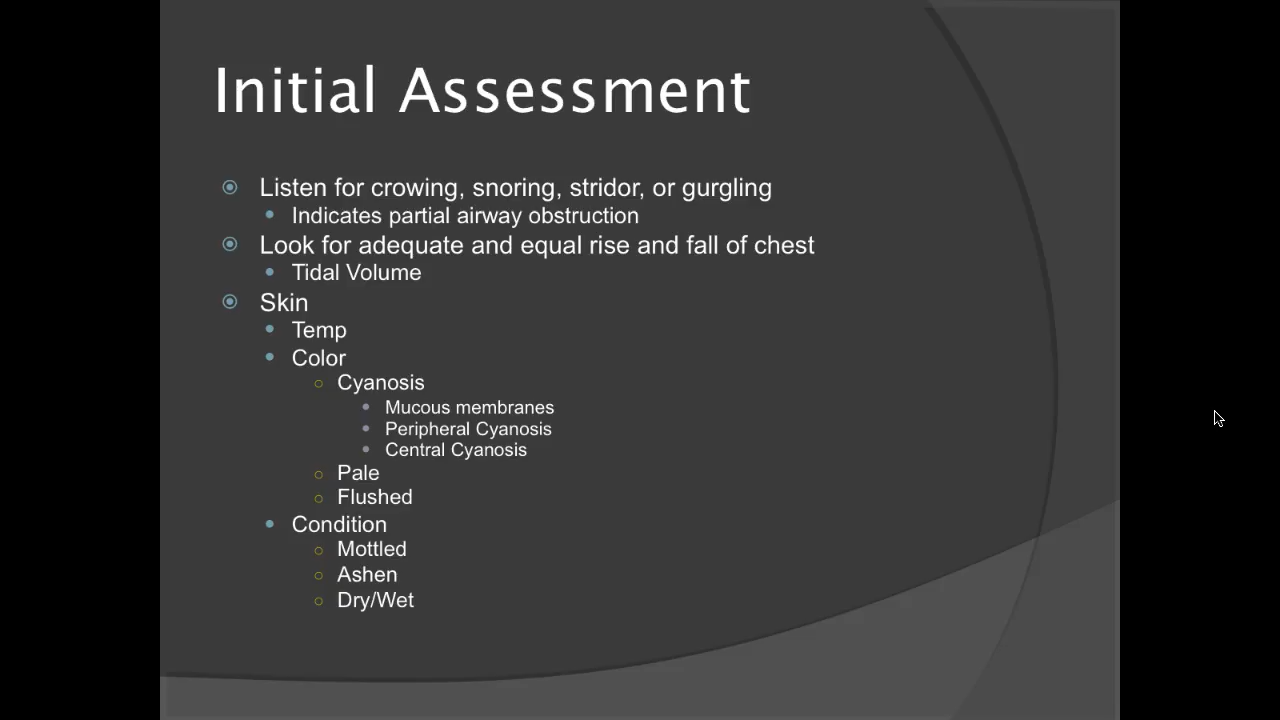 Initial Assessment
Listen for crowing, snoring, stridor, or gurgling
Indicates partial airway obstruction
Look for adequate and equal rise and fall of chest
Tidal Volume
Skin
Temp
Color
Cyanosis
Mucous membranes
Peripheral Cyanosis
Central Cyanosis
Pale
Flushed
Condition
Mottled
Ashen
Dry/Wet